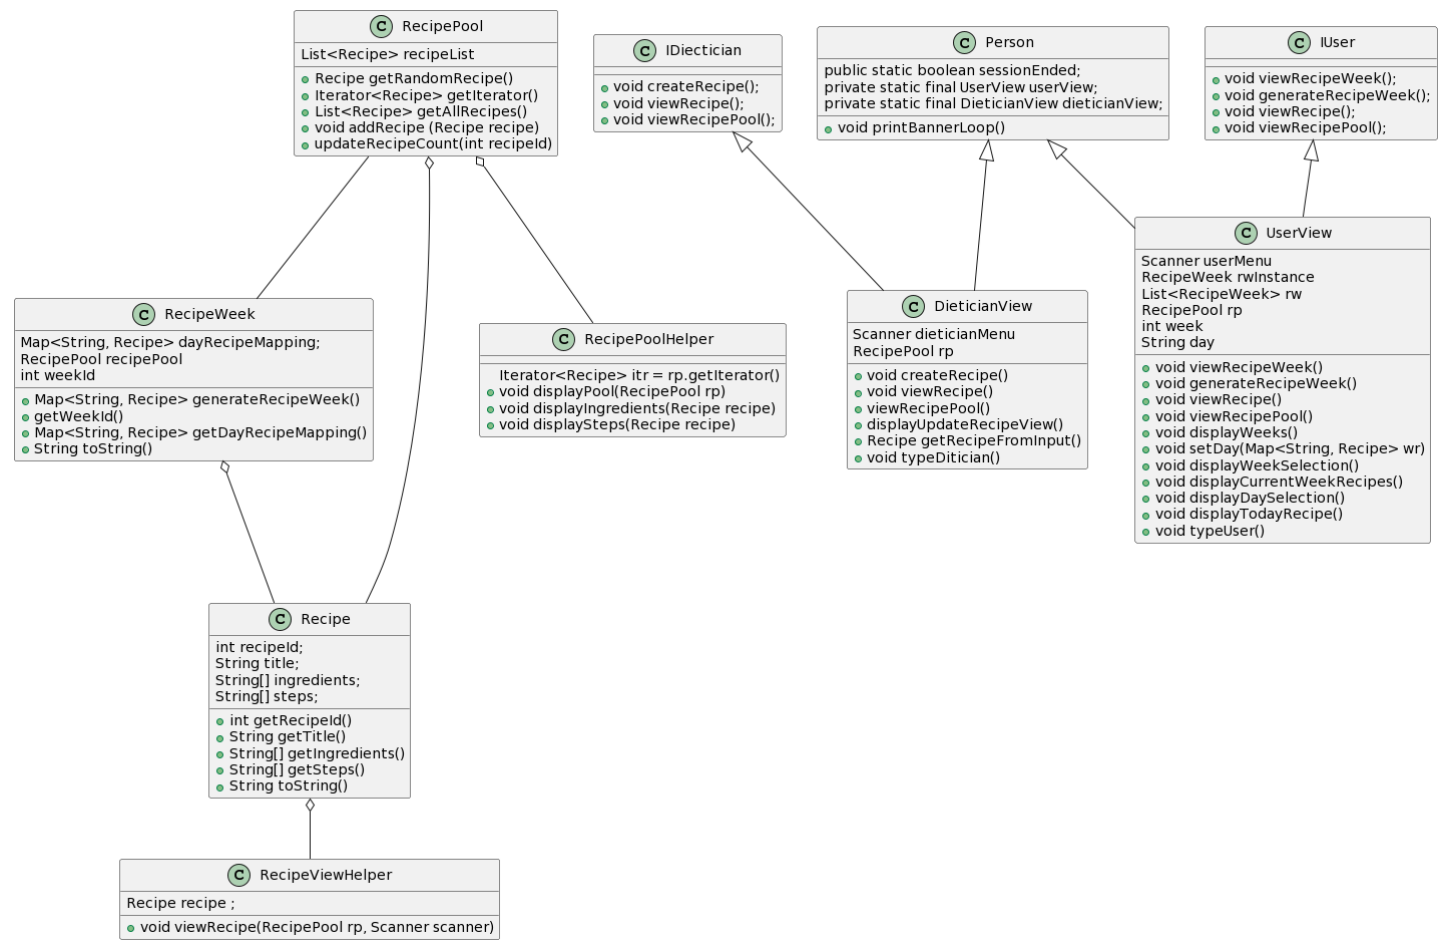 C RecipePool
List<Recipe> recipeList
Recipe getRandomRecipe()
Iterator<Recipe> getIterator()
List<Recipe> getAllRecipes()
void addRecipe (Recipe recipe)
updateRecipeCount(int recipeId)
C IDiectician
void createRecipe();
void viewRecipe();
void viewRecipePool();
C Person
public static boolean sessionEnded;
private static final UserView userView;
private static final DieticianView dieticianView;
void printBannerLoop()
C IUser
void viewRecipeWeek();
void generateRecipeWeek();
void viewRecipe();
void viewRecipePool();
C RecipeWeek
Map<String, Recipe> dayRecipeMapping;
RecipePool recipePool
int weekId
Map<String, Recipe> generateRecipeWeek()
getWeekId()
Map<String, Recipe> getDayRecipeMapping()
String toString()
C RecipePoolHelper
Iterator<Recipe> itr = rp.getIterator()
void displayPool(RecipePool rp)
void displayIngredients(Recipe recipe)
void displaySteps(Recipe recipe)
C DieticianView
Scanner dieticianMenu
RecipePool rp
void createRecipe()
void viewRecipe()
viewRecipePool()
displayUpdateRecipeView()
Recipe getRecipeFromInput()
void typeDitician()
C UserView
Scanner userMenu
RecipeWeek rwInstance
List<RecipeWeek> rw
RecipePool rp
int week
String day
void viewRecipeWeek()
void generateRecipeWeek()
void viewRecipe()
void viewRecipePool()
void displayWeeks()
void setDay(Map<String, Recipe> wr)
void displayWeekSelection()
void displayCurrentWeekRecipes()
void displayDaySelection()
void displayTodayRecipe()
void typeUser()
C Recipe
int recipeId;
String title;
String[] ingredients;
String[] steps;
int getRecipeId()
String getTitle()
String[] getIngredients()
String[] getSteps()
String toString()
C RecipeViewHelper
Recipe recipe ;
void viewRecipe(RecipePool rp, Scanner scanner)